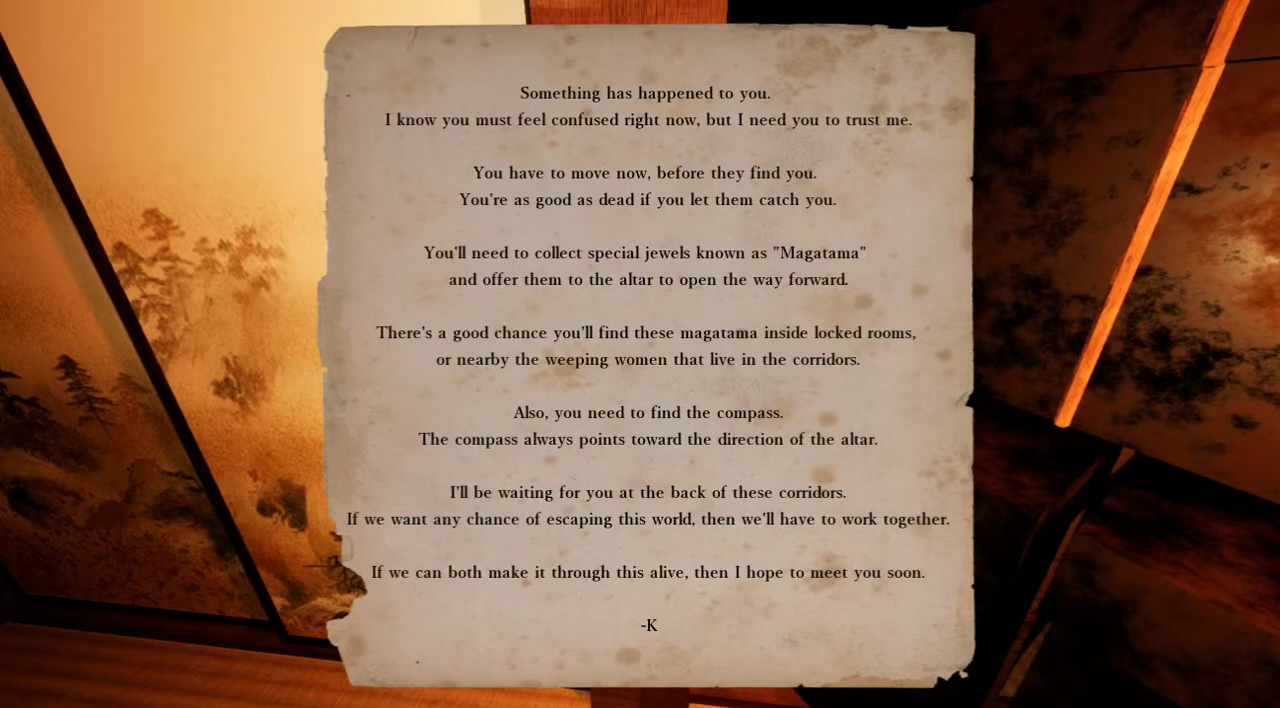 Something has happened to you.
I know you must feel confused right now, but I need you to trust me.
You have to move now, before they find you.
You're as good as dead if you let them catch you.
You'll need to collect special jewels known as "Magatama"
and offer them to the altar to open the way forward.
There's a good chance you'll find these magatama inside locked rooms,
or nearby the weeping women that live in the corridors.
Also, you need to find the compass.
The compass always points toward the direction of the altar.
I'll be waiting for you at the back of these corridors.
If we want any chance of escaping this world, then we'll have to work together.
If we can both make it through this alive, then I hope to meet you soon.
-K